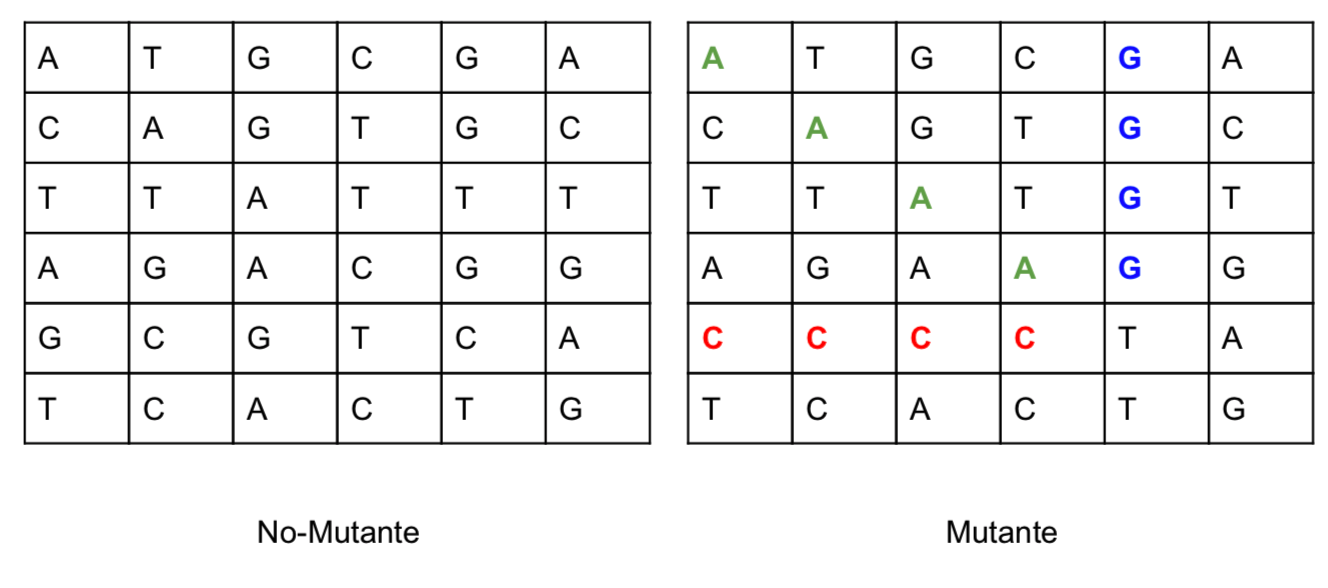 A T G C G A
C A G T G C
T T A T T T
A G A C G G
G C G T C A
T C A C T G
No-Mutante
A T G C G A
C A G T G C
T T A T G T
A G A A G G
C C C C T A
T C A C T G
Mutante